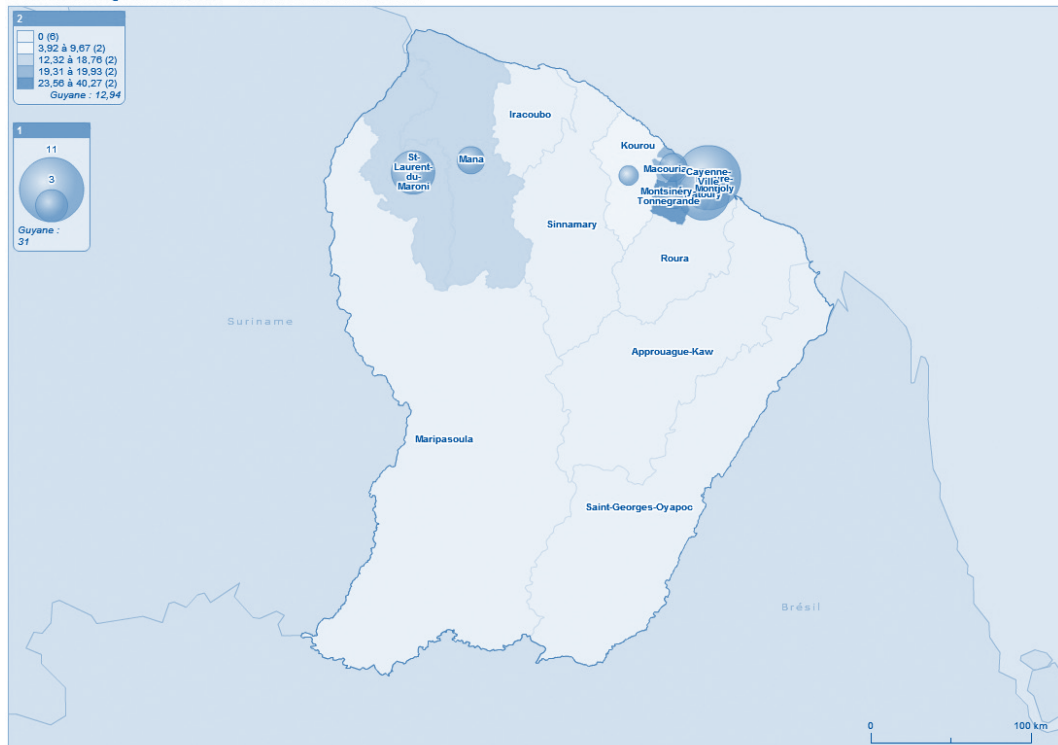 2
0 (6)
3,92 à 9,67 (2)
12,32 à 18,76 (2)
19,31 à 19,93 (2)
23,56 à 40,27 (2)
Guyane : 12,94
1
11
3
Guyane :
31
Iracoubo
Kourou
St-
Laurent-
du-
Maroni
Mana
Macouria
Cayenne-
Ville
Montjoly
Montsinéry-
Tonnegrande
Sinnamary
Roura
Suriname
Approuague-Kaw
Maripasoula
Saint-Georges-Oyapoc
Brésil
0
100 km